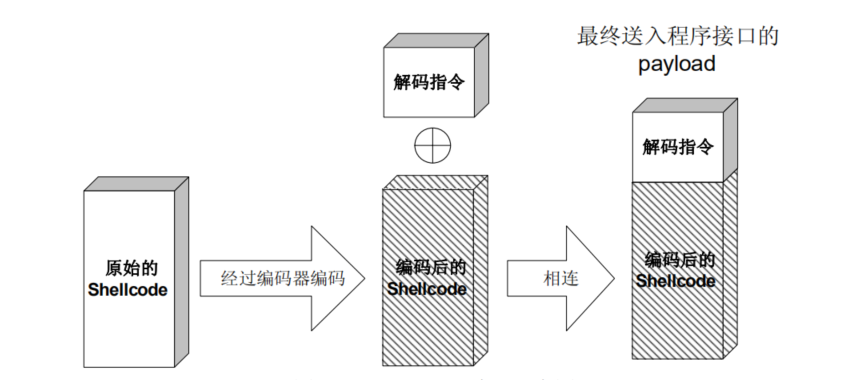 最终送入程序接口的
payload
解码指令
解码指令
原始的
Shellcode
经过编码器编码
编码后的
Shellcode
相连
编码后的
Shellcode